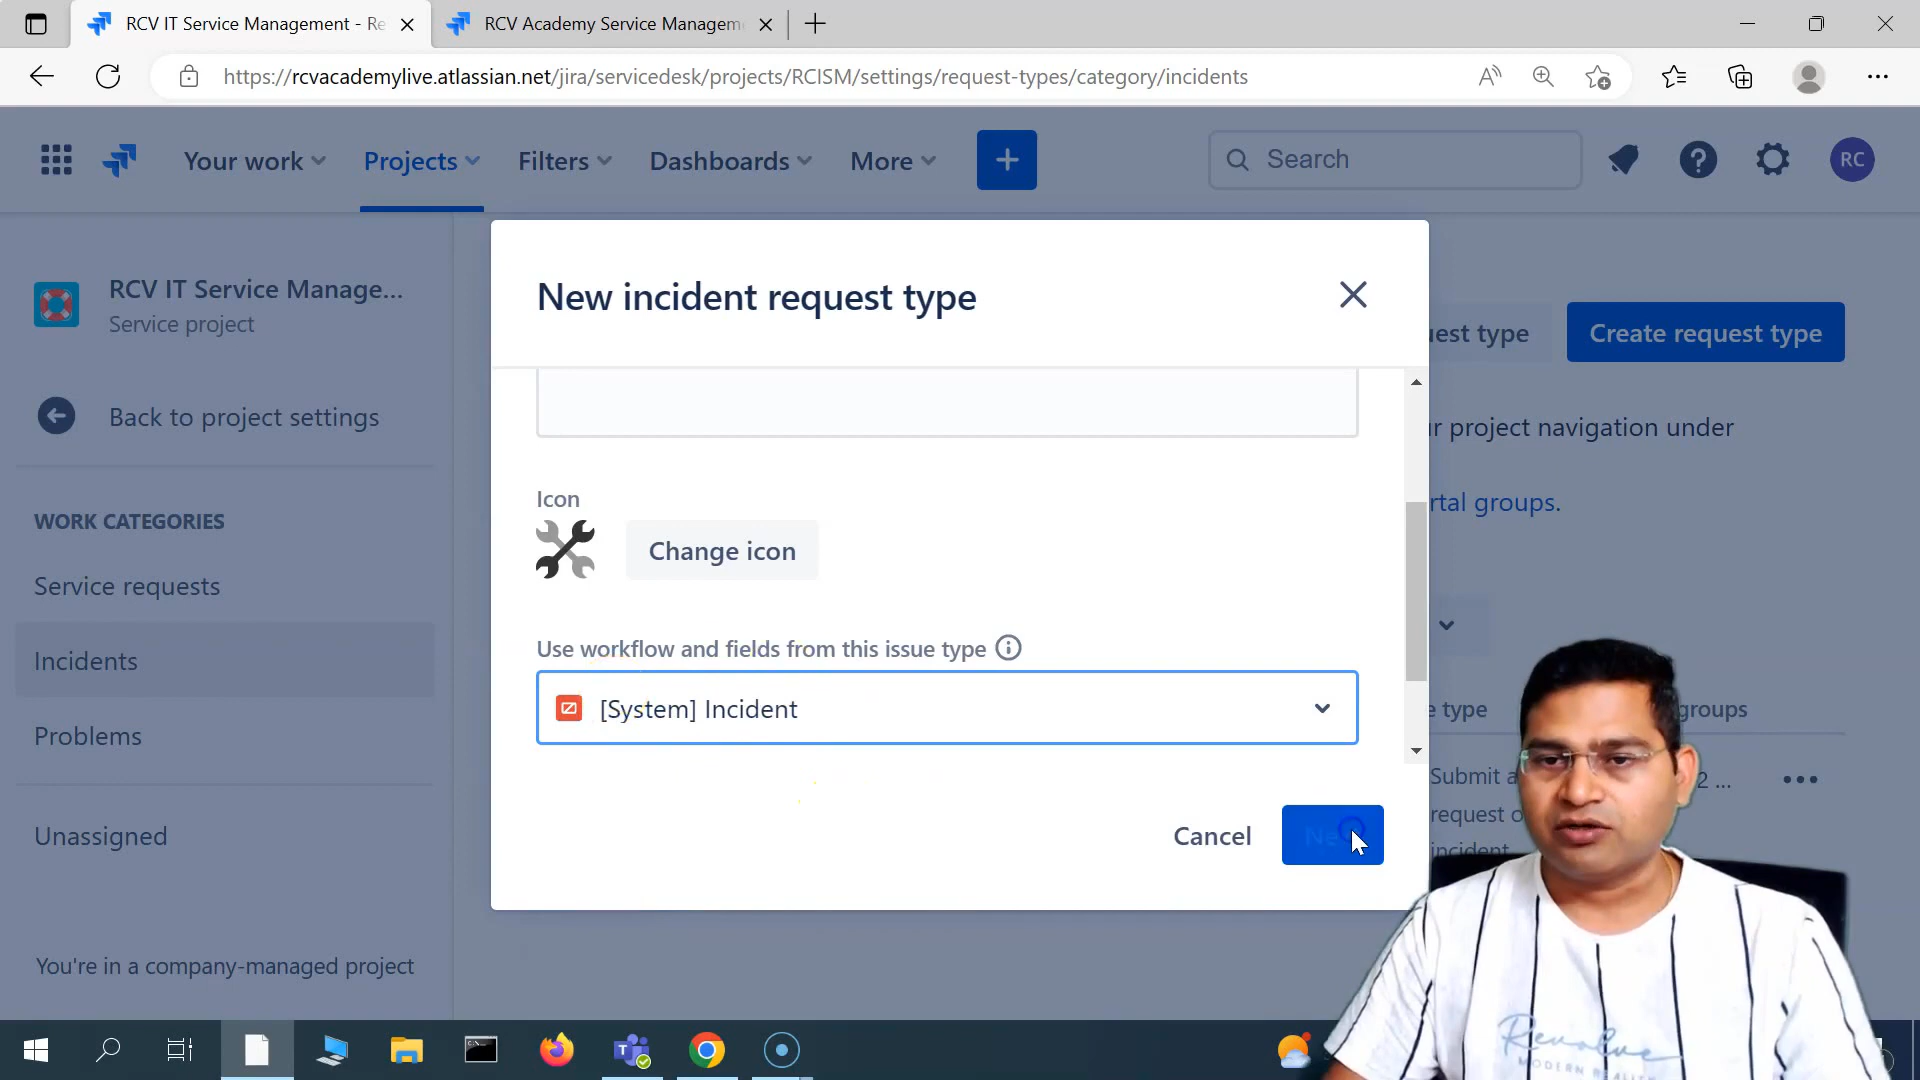 RCV IT Service Management - Re
RCV Academy Service Managem
https://rcvacademylive.atlassian.net/jira/servicedesk/projects/RCISM/settings/request-types/category/incidents
Your work
Projects
Filters
Dashboards
More
+
Search
RC
RCV IT Service Manage...
Service project
Back to project settings
WORK CATEGORIES
Service requests
Incidents
Problems
Unassigned
You're in a company-managed project
New incident request type
Icon
Change icon
Use workflow and fields from this issue type
[System] Incident
Cancel
type
Create request type
project navigation under
groups.
type
groups
Submit a
request o
incident
2 ...
Revolve
MODERN